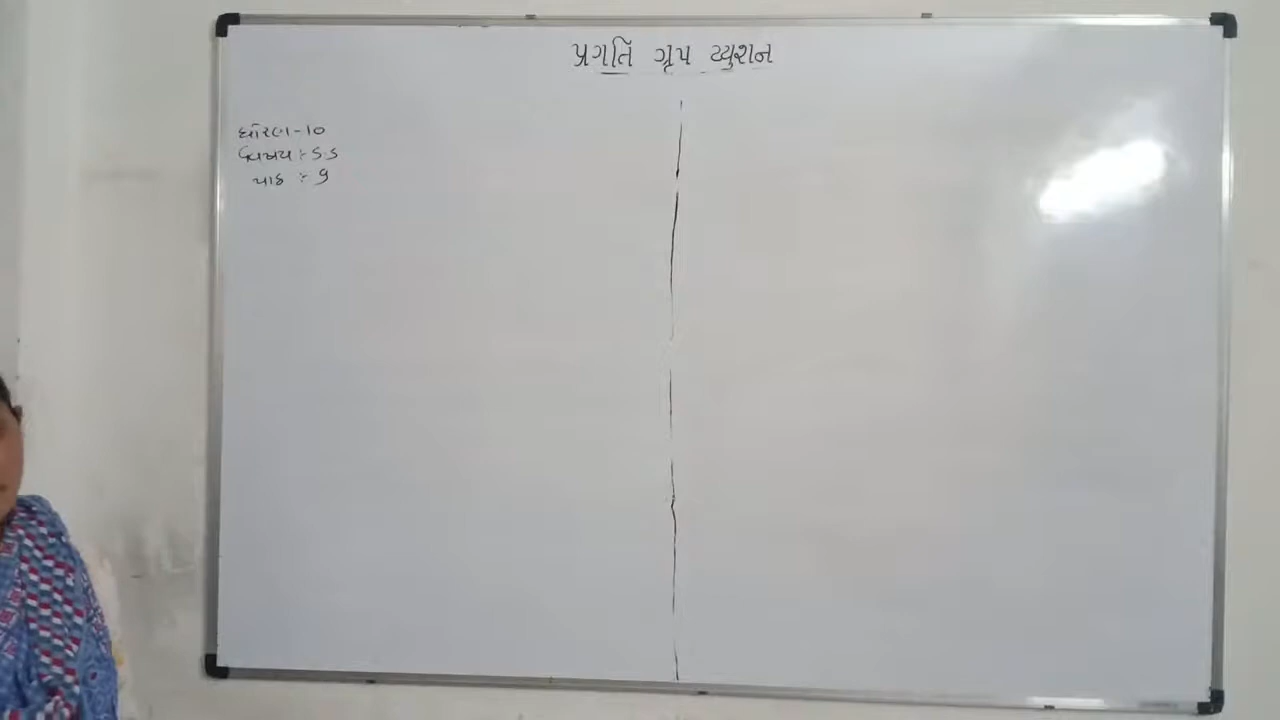 પ્રગતિ ગૃપ ટ્યુશન
ધોરણ-10
વિષય :- S.S
પાઠ :- 9